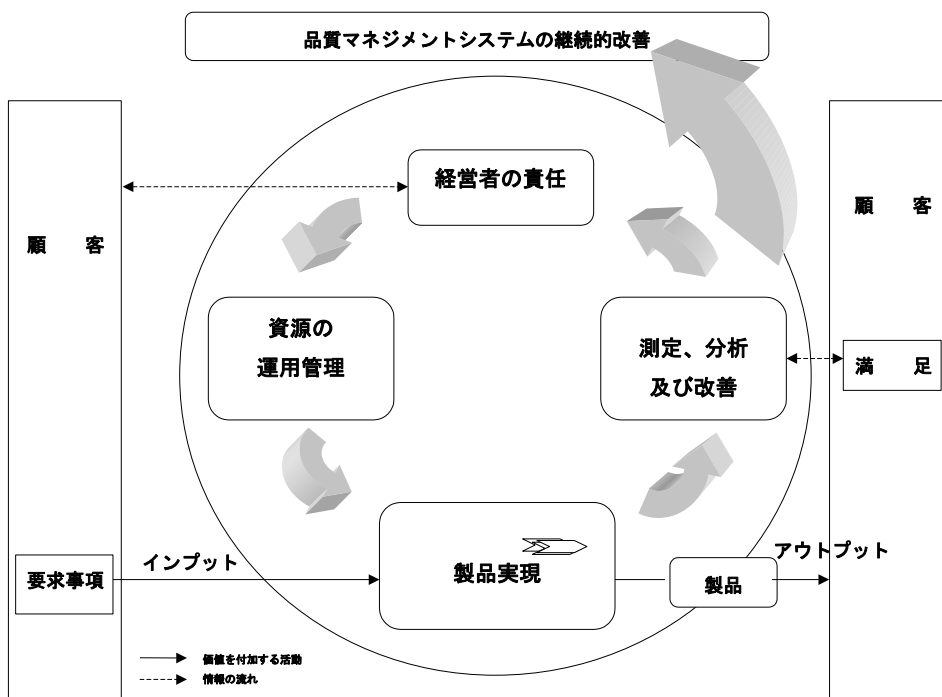 品質マネジメントシステムの継続的改善
経営者の責任
顧　客
顧　客
資源の
運用管理
測定、分析
及び改善
満　足
アウトプット
インプット
製品実現
要求事項
製品
価値を付加する活動
情報の流れ